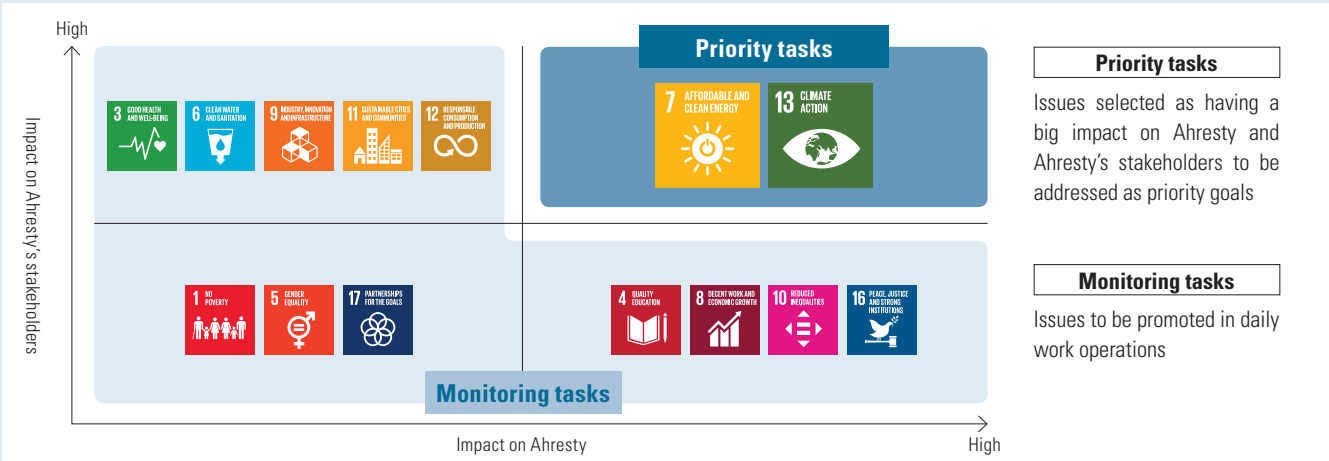 High
Impact on Ahresty's stakeholders
Priority tasks
3 GOOD HEALTH
AND WELL-BEING
6 CLEAN WATER
AND SANITATION
9 INDUSTRY, INNOVATION
AND INFRASTRUCTURE
11 SUSTAINABLE CITIES
AND COMMUNITIES
12 RESPONSIBLE
CONSUMPTION
AND PRODUCTION
7 AFFORDABLE AND
CLEAN ENERGY
13 CLIMATE
ACTION
1 NO
POVERTY
5 GENDER
EQUALITY
17 PARTNERSHIPS
FOR THE GOALS
4 QUALITY
EDUCATION
8 DECENT WORK AND
ECONOMIC GROWTH
10 REDUCED
INEQUALITIES
16 PEACE, JUSTICE
AND STRONG
INSTITUTIONS
Monitoring tasks
Impact on Ahresty
High
Priority tasks
Issues selected as having a
big impact on Ahresty and
Ahresty's stakeholders to be
addressed as priority goals
Monitoring tasks
Issues to be promoted in daily
work operations